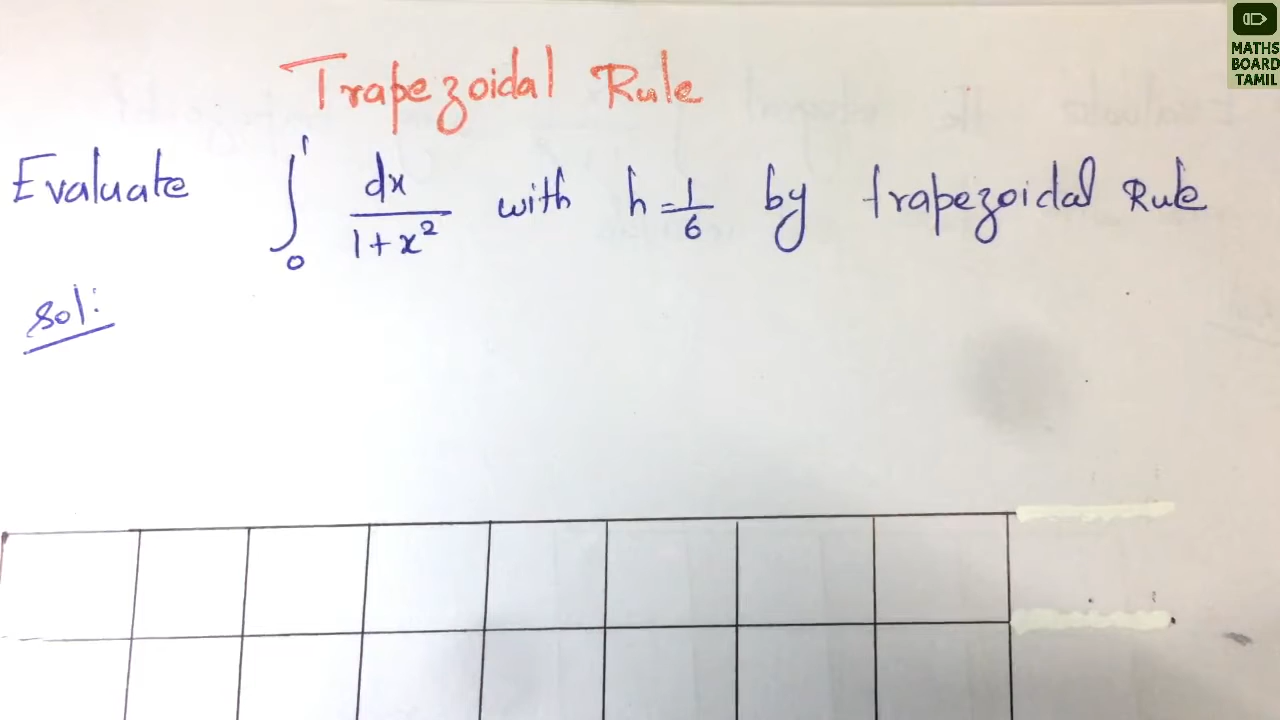 MATHS
BOARD
TAMIL
Trapezoidal Rule
Evaluate ∫₀¹ dx/(1+x²) with h=1/6 by trapezoidal Rule
Sol: